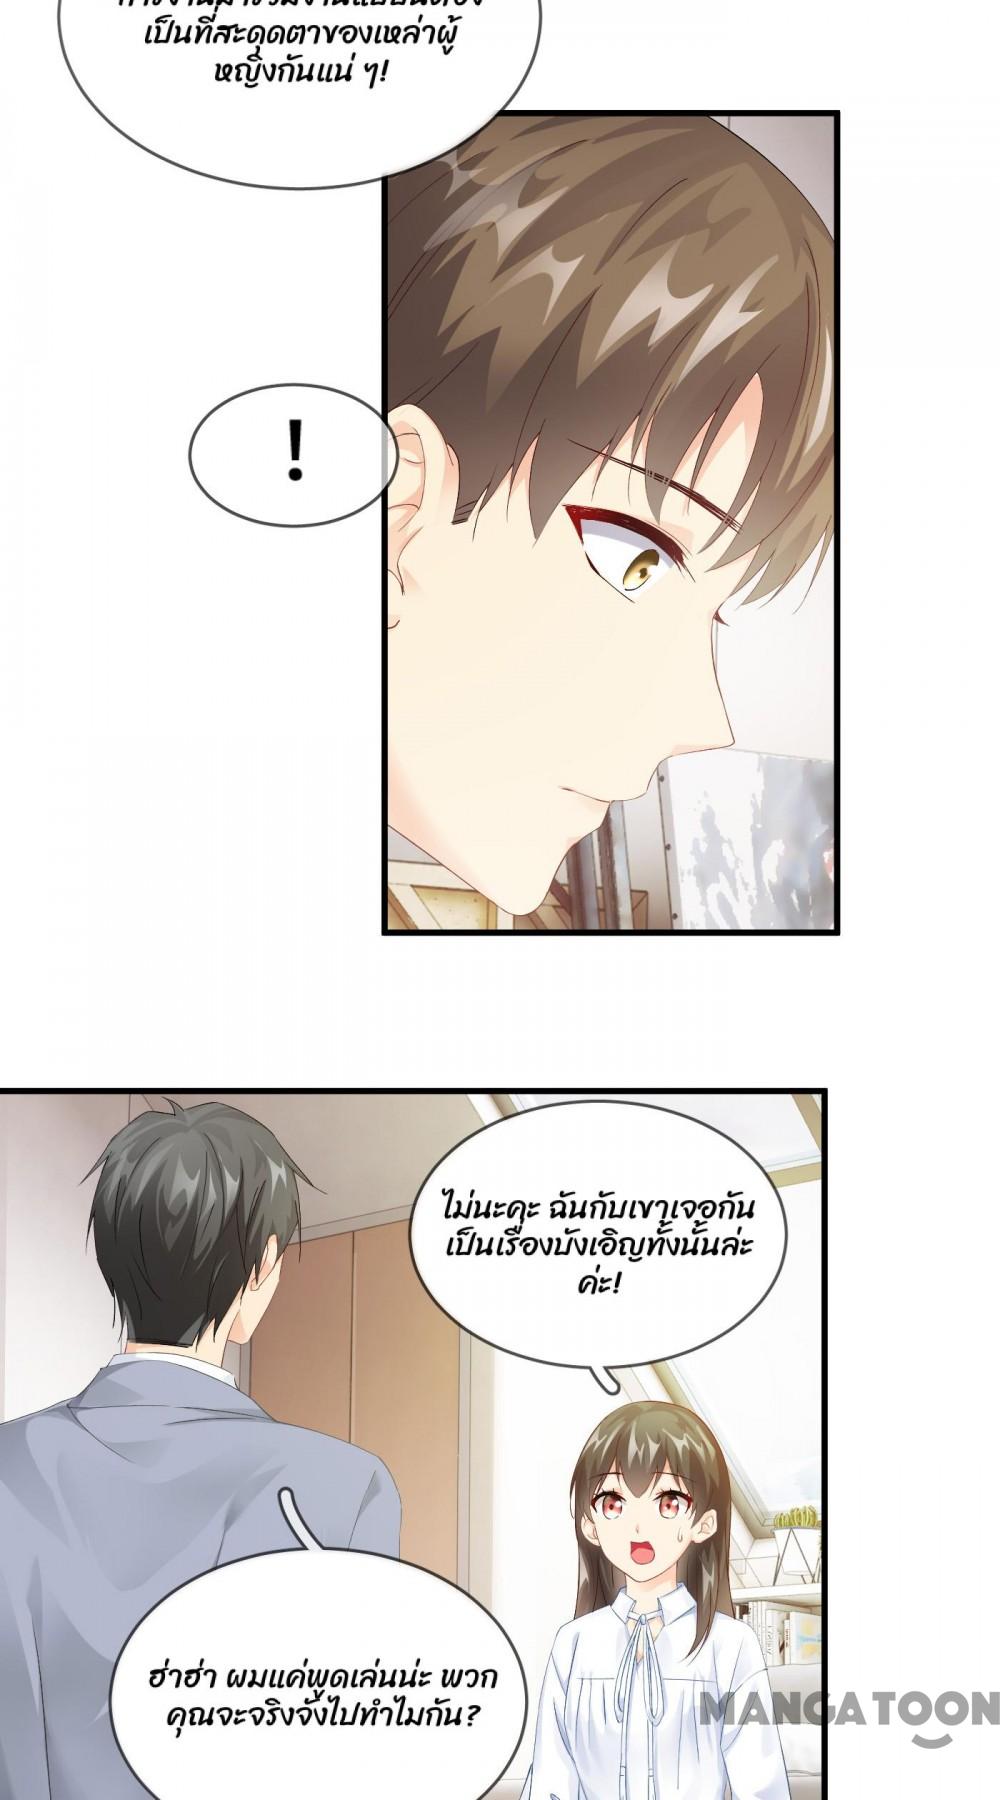 เป็นที่สะดุดตาของเหล่าผู้
หญิงกันแน่ ๆ!
!
ไม่นะคะ ฉันกับเขาเจอกัน
เป็นเรื่องบังเอิญทั้งนั้นล่ะ
ค่ะ!
ฮ่าฮ่า ผมแค่พูดเล่นน่ะ พวก
คุณจะจริงจังไปทำไมกัน?
MANGATOON